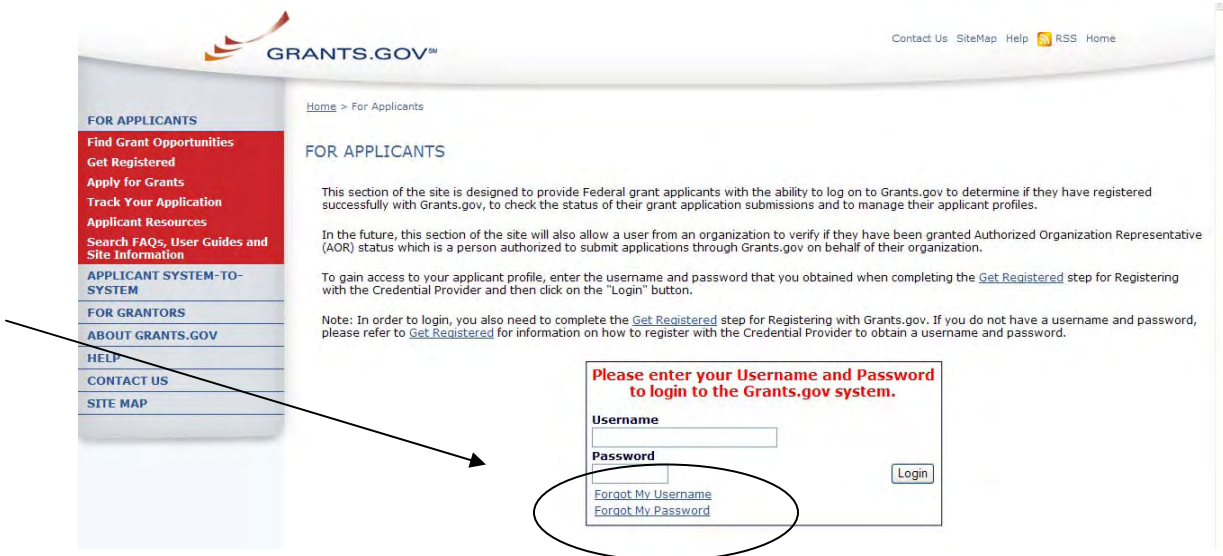 GRANTS.GOV℠
Contact Us SiteMap Help RSS Home
FOR APPLICANTS
Find Grant Opportunities
Get Registered
Apply for Grants
Track Your Application
Applicant Resources
Search FAQs, User Guides and
Site Information
APPLICANT SYSTEM-TO-
SYSTEM
FOR GRANTORS
ABOUT GRANTS.GOV
HELP
CONTACT US
SITE MAP
Home > For Applicants
FOR APPLICANTS
This section of the site is designed to provide Federal grant applicants with the ability to log on to Grants.gov to determine if they have registered
successfully with Grants.gov, to check the status of their grant application submissions and to manage their applicant profiles.
In the future, this section of the site will also allow a user from an organization to verify if they have been granted Authorized Organization Representative
(AOR) status which is a person authorized to submit applications through Grants.gov on behalf of their organization.
To gain access to your applicant profile, enter the username and password that you obtained when completing the Get Registered step for Registering
with the Credential Provider and then click on the "Login" button.
Note: In order to login, you also need to complete the Get Registered step for Registering with Grants.gov. If you do not have a username and password,
please refer to Get Registered for information on how to register with the Credential Provider to obtain a username and password.
Please enter your Username and Password
to login to the Grants.gov system.
Username
Password
Login
Forgot My Username
Forgot My Password